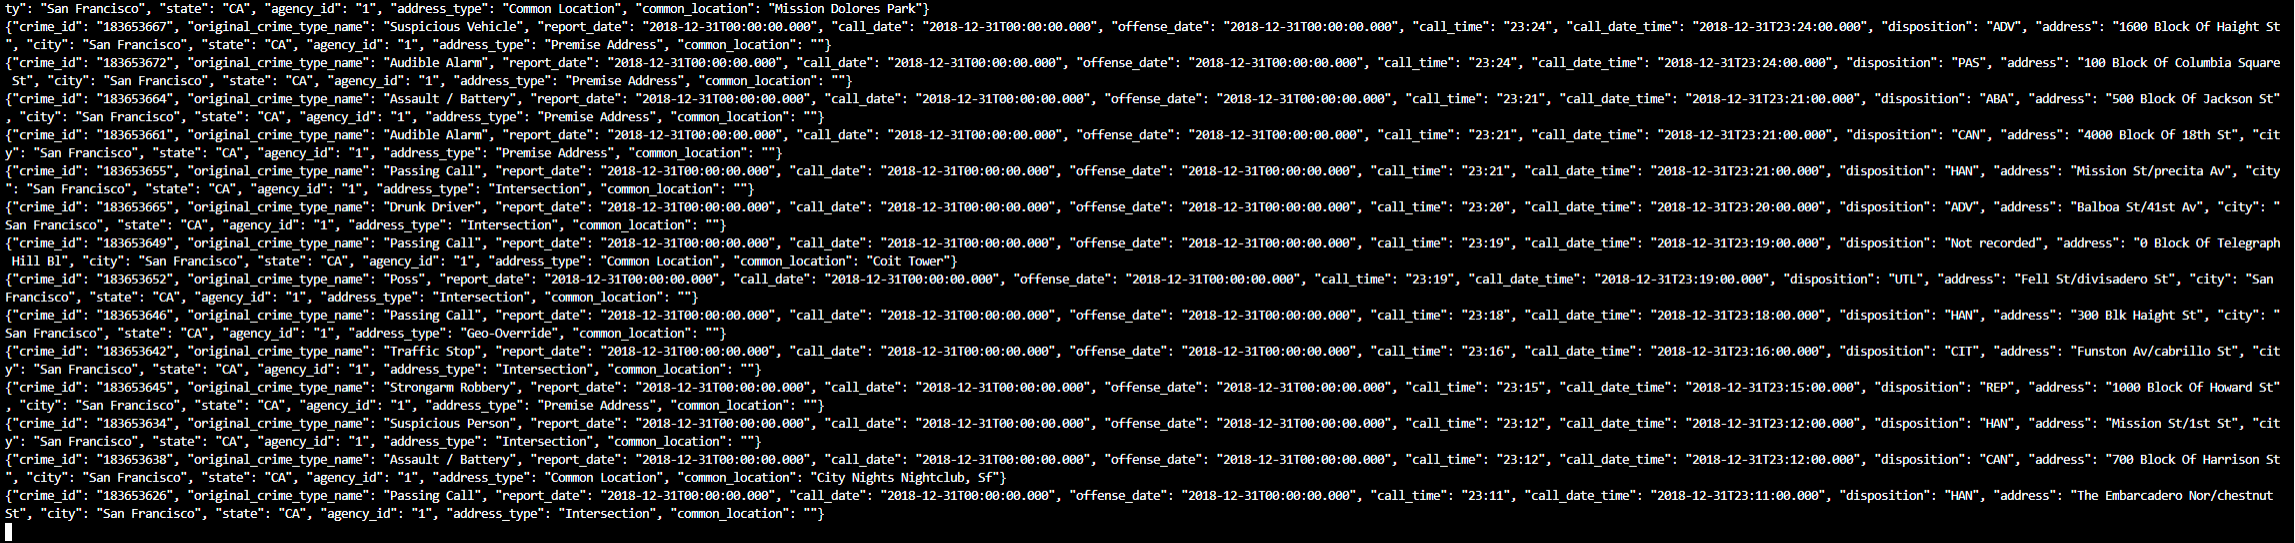 ty": "San Francisco", "state": "CA", "agency_id": "1", "address_type": "Common Location", "common_location": "Mission Dolores Park"}
{"crime_id": "183653667", "original_crime_type_name": "Suspicious Vehicle", "report_date": "2018-12-31T00:00:00.000", "call_date": "2018-12-31T00:00:00.000", "offense_date": "2018-12-31T00:00:00.000", "call_time": "23:24", "call_date_time": "2018-12-31T23:24:00.000", "disposition": "ADV", "address": "1600 Block Of Haight St
", "city": "San Francisco", "state": "CA", "agency_id": "1", "address_type": "Premise Address", "common_location": ""}
{"crime_id": "183653672", "original_crime_type_name": "Audible Alarm", "report_date": "2018-12-31T00:00:00.000", "call_date": "2018-12-31T00:00:00.000", "offense_date": "2018-12-31T00:00:00.000", "call_time": "23:24", "call_date_time": "2018-12-31T23:24:00.000", "disposition": "PAS", "address": "100 Block Of Columbia Square
 St", "city": "San Francisco", "state": "CA", "agency_id": "1", "address_type": "Premise Address", "common_location": ""}
{"crime_id": "183653664", "original_crime_type_name": "Assault / Battery", "report_date": "2018-12-31T00:00:00.000", "call_date": "2018-12-31T00:00:00.000", "offense_date": "2018-12-31T00:00:00.000", "call_time": "23:21", "call_date_time": "2018-12-31T23:21:00.000", "disposition": "ABA", "address": "500 Block Of Jackson St"
, "city": "San Francisco", "state": "CA", "agency_id": "1", "address_type": "Premise Address", "common_location": ""}
{"crime_id": "183653661", "original_crime_type_name": "Audible Alarm", "report_date": "2018-12-31T00:00:00.000", "call_date": "2018-12-31T00:00:00.000", "offense_date": "2018-12-31T00:00:00.000", "call_time": "23:21", "call_date_time": "2018-12-31T23:21:00.000", "disposition": "CAN", "address": "4000 Block Of 18th St", "cit
y": "San Francisco", "state": "CA", "agency_id": "1", "address_type": "Premise Address", "common_location": ""}
{"crime_id": "183653655", "original_crime_type_name": "Passing Call", "report_date": "2018-12-31T00:00:00.000", "call_date": "2018-12-31T00:00:00.000", "offense_date": "2018-12-31T00:00:00.000", "call_time": "23:21", "call_date_time": "2018-12-31T23:21:00.000", "disposition": "HAN", "address": "Mission St/precita Av", "city
": "San Francisco", "state": "CA", "agency_id": "1", "address_type": "Intersection", "common_location": ""}
{"crime_id": "183653665", "original_crime_type_name": "Drunk Driver", "report_date": "2018-12-31T00:00:00.000", "call_date": "2018-12-31T00:00:00.000", "offense_date": "2018-12-31T00:00:00.000", "call_time": "23:20", "call_date_time": "2018-12-31T23:20:00.000", "disposition": "ADV", "address": "Balboa St/41st Av", "city": "
San Francisco", "state": "CA", "agency_id": "1", "address_type": "Intersection", "common_location": ""}
{"crime_id": "183653649", "original_crime_type_name": "Passing Call", "report_date": "2018-12-31T00:00:00.000", "call_date": "2018-12-31T00:00:00.000", "offense_date": "2018-12-31T00:00:00.000", "call_time": "23:19", "call_date_time": "2018-12-31T23:19:00.000", "disposition": "Not recorded", "address": "0 Block Of Telegraph
 Hill Bl", "city": "San Francisco", "state": "CA", "agency_id": "1", "address_type": "Common Location", "common_location": "Coit Tower"}
{"crime_id": "183653652", "original_crime_type_name": "Poss", "report_date": "2018-12-31T00:00:00.000", "call_date": "2018-12-31T00:00:00.000", "offense_date": "2018-12-31T00:00:00.000", "call_time": "23:19", "call_date_time": "2018-12-31T23:19:00.000", "disposition": "UTL", "address": "Fell St/divisadero St", "city": "San
Francisco", "state": "CA", "agency_id": "1", "address_type": "Intersection", "common_location": ""}
{"crime_id": "183653646", "original_crime_type_name": "Passing Call", "report_date": "2018-12-31T00:00:00.000", "call_date": "2018-12-31T00:00:00.000", "offense_date": "2018-12-31T00:00:00.000", "call_time": "23:18", "call_date_time": "2018-12-31T23:18:00.000", "disposition": "HAN", "address": "300 Blk Haight St", "city": "
San Francisco", "state": "CA", "agency_id": "1", "address_type": "Geo-Override", "common_location": ""}
{"crime_id": "183653642", "original_crime_type_name": "Traffic Stop", "report_date": "2018-12-31T00:00:00.000", "call_date": "2018-12-31T00:00:00.000", "offense_date": "2018-12-31T00:00:00.000", "call_time": "23:16", "call_date_time": "2018-12-31T23:16:00.000", "disposition": "CIT", "address": "Funston Av/cabrillo St", "cit
y": "San Francisco", "state": "CA", "agency_id": "1", "address_type": "Intersection", "common_location": ""}
{"crime_id": "183653645", "original_crime_type_name": "Strongarm Robbery", "report_date": "2018-12-31T00:00:00.000", "call_date": "2018-12-31T00:00:00.000", "offense_date": "2018-12-31T00:00:00.000", "call_time": "23:15", "call_date_time": "2018-12-31T23:15:00.000", "disposition": "REP", "address": "1000 Block Of Howard St"
, "city": "San Francisco", "state": "CA", "agency_id": "1", "address_type": "Premise Address", "common_location": ""}
{"crime_id": "183653634", "original_crime_type_name": "Suspicious Person", "report_date": "2018-12-31T00:00:00.000", "call_date": "2018-12-31T00:00:00.000", "offense_date": "2018-12-31T00:00:00.000", "call_time": "23:12", "call_date_time": "2018-12-31T23:12:00.000", "disposition": "HAN", "address": "Mission St/1st St", "cit
y": "San Francisco", "state": "CA", "agency_id": "1", "address_type": "Intersection", "common_location": ""}
{"crime_id": "183653638", "original_crime_type_name": "Assault / Battery", "report_date": "2018-12-31T00:00:00.000", "call_date": "2018-12-31T00:00:00.000", "offense_date": "2018-12-31T00:00:00.000", "call_time": "23:12", "call_date_time": "2018-12-31T23:12:00.000", "disposition": "CAN", "address": "700 Block Of Harrison St
", "city": "San Francisco", "state": "CA", "agency_id": "1", "address_type": "Common Location", "common_location": "City Nights Nightclub, Sf"}
{"crime_id": "183653626", "original_crime_type_name": "Passing Call", "report_date": "2018-12-31T00:00:00.000", "call_date": "2018-12-31T00:00:00.000", "offense_date": "2018-12-31T00:00:00.000", "call_time": "23:11", "call_date_time": "2018-12-31T23:11:00.000", "disposition": "HAN", "address": "The Embarcadero Nor/chestnut
St", "city": "San Francisco", "state": "CA", "agency_id": "1", "address_type": "Intersection", "common_location": ""}